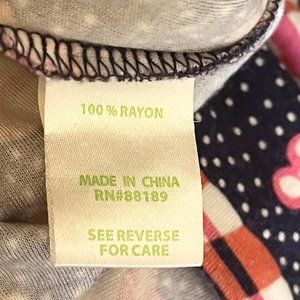 100% RAYON
MADE IN CHINA
RN#88189
SEE REVERSE
FOR CARE